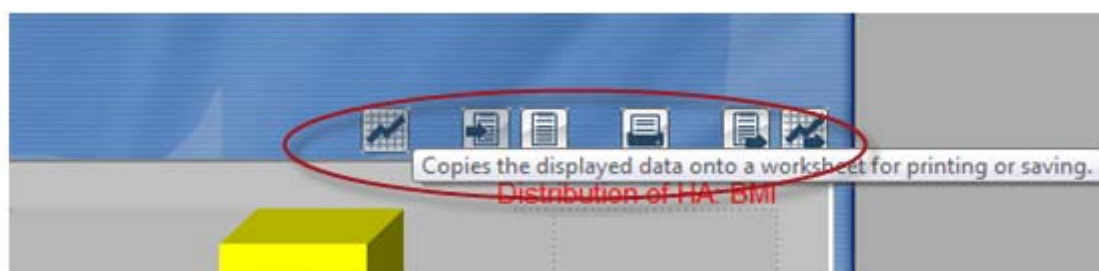 Copies the displayed data onto a worksheet for printing or saving.
Distribution of HA: BMI